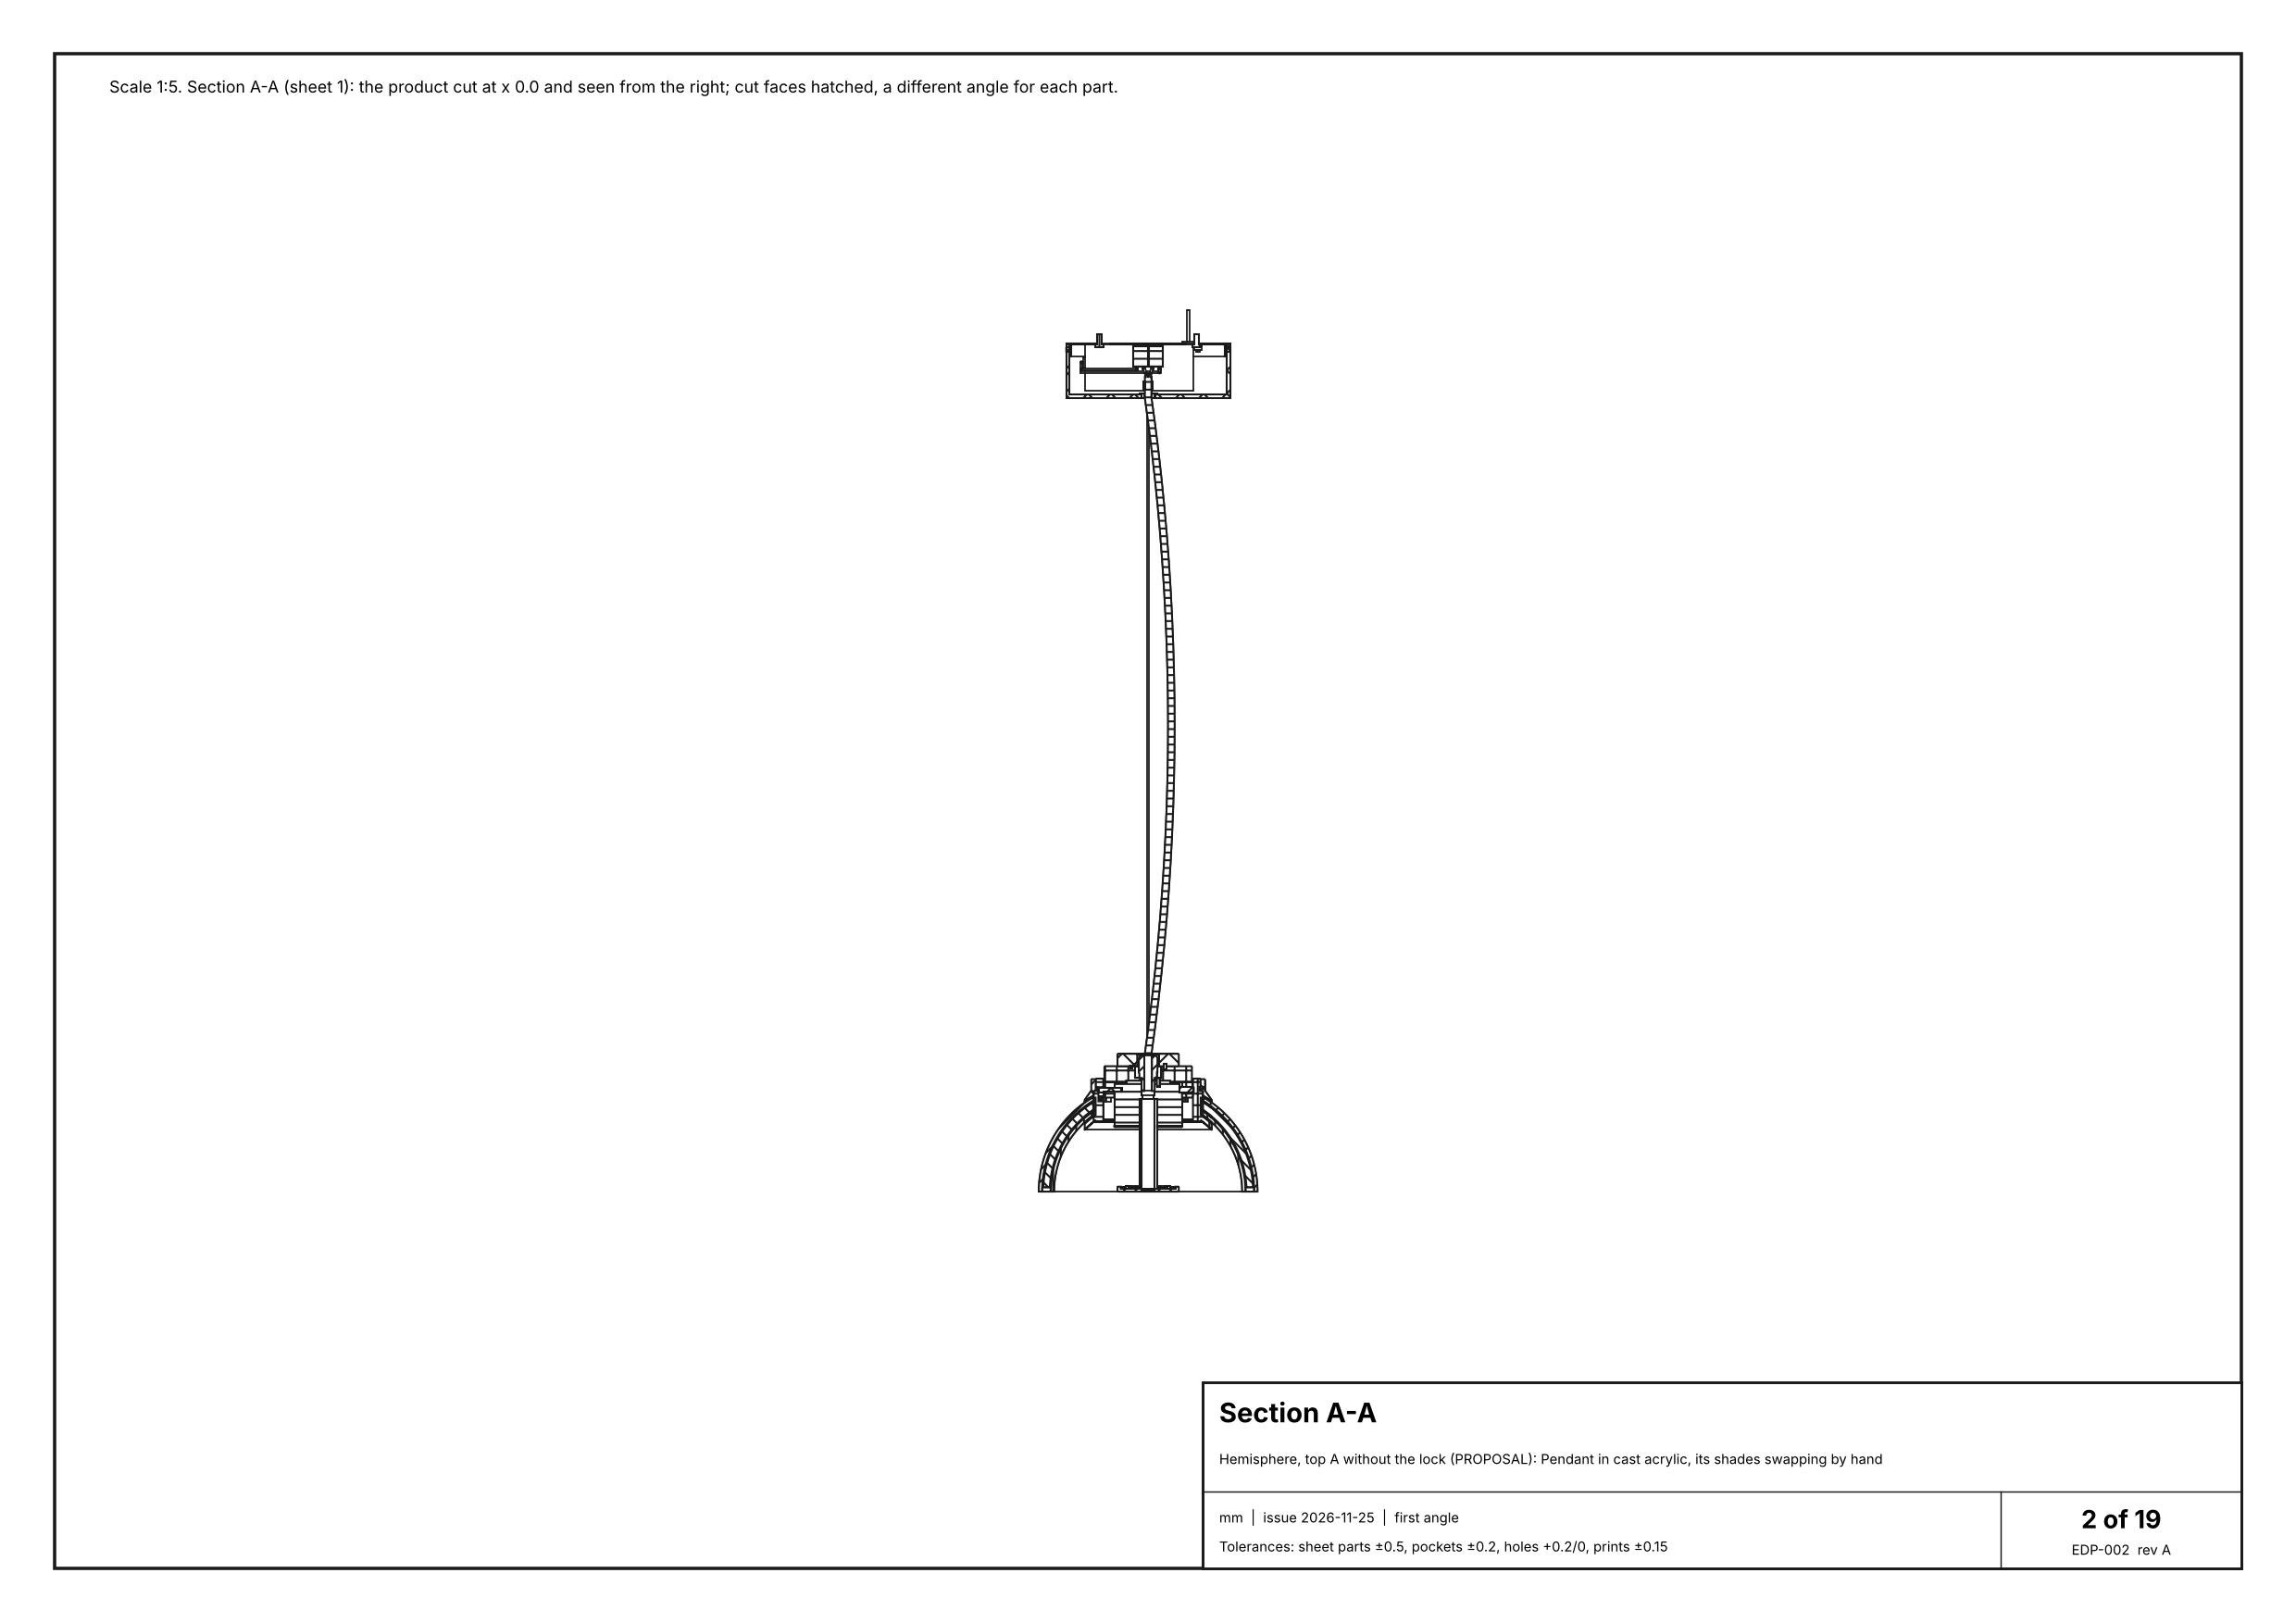 Scale 1:5. Section A-A (sheet 1): the product cut at x 0.0 and seen from the right; cut faces hatched, a different angle for each part.
Section A-A
Hemisphere, top A without the lock (PROPOSAL): Pendant in cast acrylic, its shades swapping by hand
mm | issue 2026-11-25 | first angle
Tolerances: sheet parts ±0.5, pockets ±0.2, holes +0.2/0, prints ±0.15
2 of 19
EDP-002 rev A